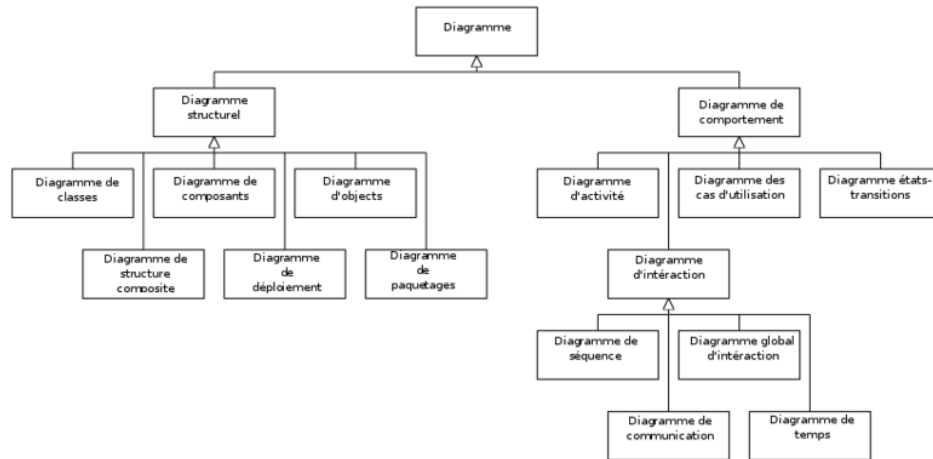 Diagramme
Diagramme
structurel
Diagramme de
comportement
Diagramme de
classes
Diagramme de
composants
Diagramme
d'objects
Diagramme
d'activité
Diagramme des
cas d'utilisation
Diagramme états-
transitions
Diagramme de
structure
composite
Diagramme
de
déploiement
Diagramme
de
paquetages
Diagramme
d'intéraction
Diagramme de
séquence
Diagramme global
d'intéraction
Diagramme de
communication
Diagramme de
temps